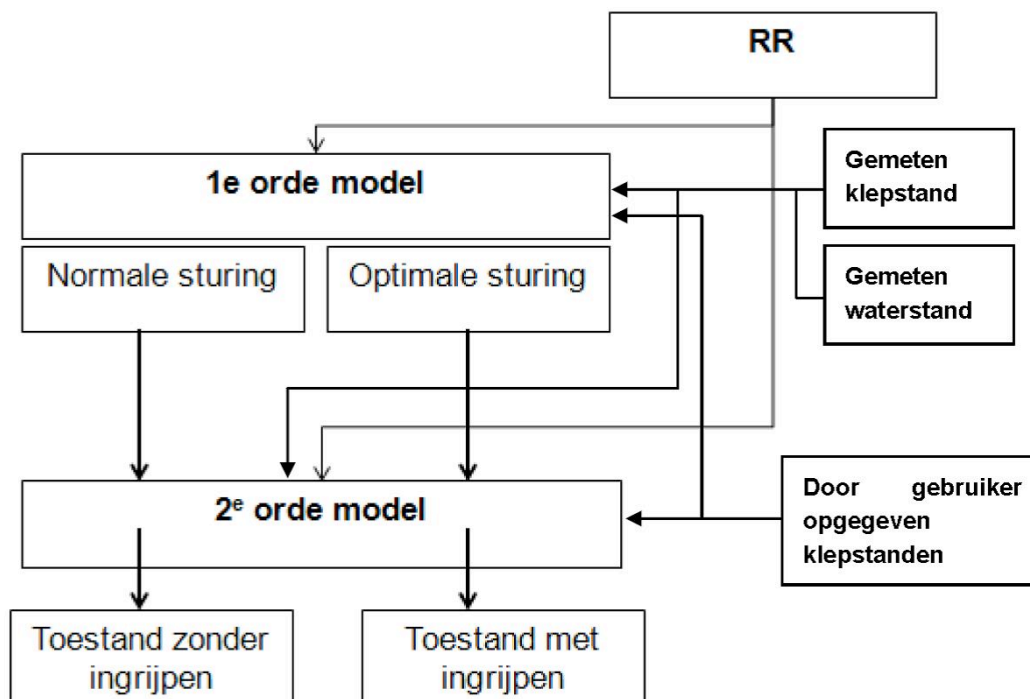 RR
1e orde model
Gemeten
klepstand
Normale sturing
Optimale sturing
Gemeten
waterstand
2e orde model
Door gebruiker
opgegeven
klepstanden
Toestand zonder
ingrijpen
Toestand met
ingrijpen